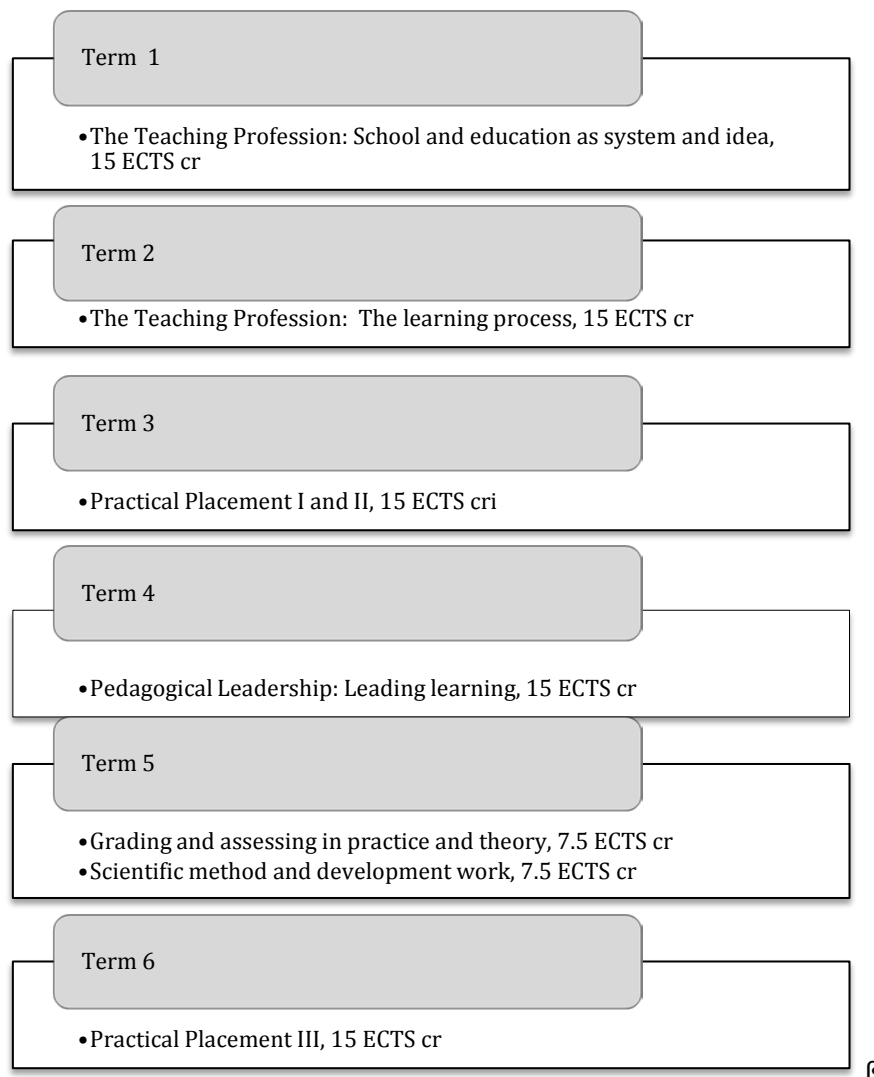 Term 1
•The Teaching Profession: School and education as system and idea,
15 ECTS cr
Term 2
•The Teaching Profession: The learning process, 15 ECTS cr
Term 3
•Practical Placement I and II, 15 ECTS cri
Term 4
•Pedagogical Leadership: Leading learning, 15 ECTS cr
Term 5
•Grading and assessing in practice and theory, 7.5 ECTS cr
•Scientific method and development work, 7.5 ECTS cr
Term 6
•Practical Placement III, 15 ECTS cr